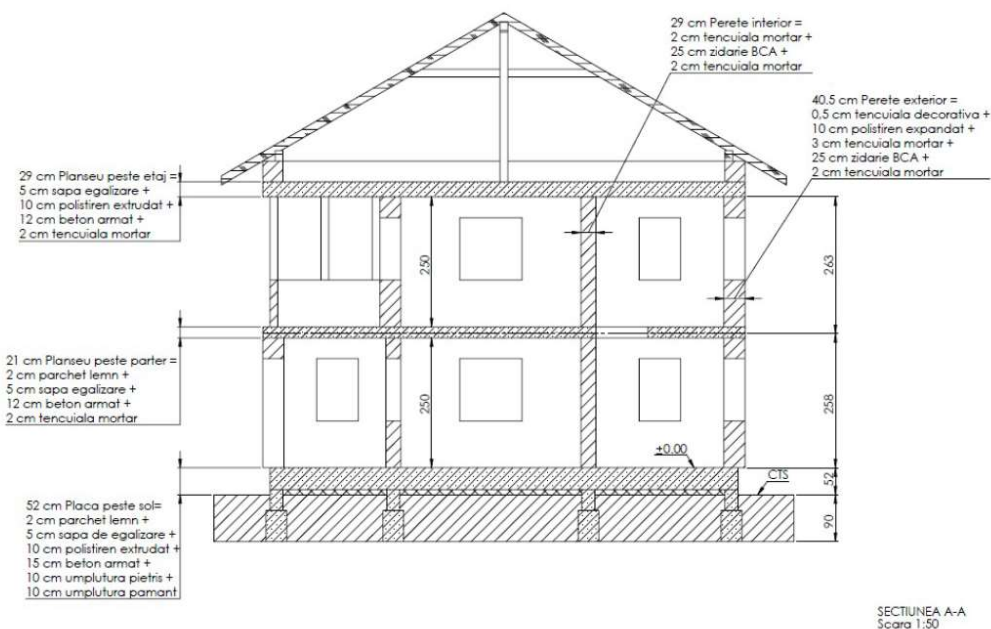 29 cm Perete interior =
2 cm tencuiala mortar +
25 cm zidarie BCA +
2 cm tencuiala mortar
40.5 cm Perete exterior =
0,5 cm tencuiala decorativa +
10 polistiren expandat +
3 cm tencuiala mortar +
25 cm zidarie BCA +
2 cm tencuiala mortar
29 cm Planseu peste etaj =
5 cm sapa egalizare +
10 cm polistiren extrudat +
12 cm beton armat +
2 cm tencuiala mortar
250
263
21 cm Planseu peste parter =
2 cm parchet lemn +
5 cm sapa egalizare +
12 cm beton armat +
2 cm tencuiala mortar
250
258
±0.00
CTS
52
90
52 cm Placa peste sol=
2 cm parchet lemn +
5 cm sapa de egalizare +
10 cm polistiren extrudat +
15 cm beton armat +
10 cm umplutura pietris +
10 cm umplutura pamant
SECTIUNEA A-A
Scara 1:50